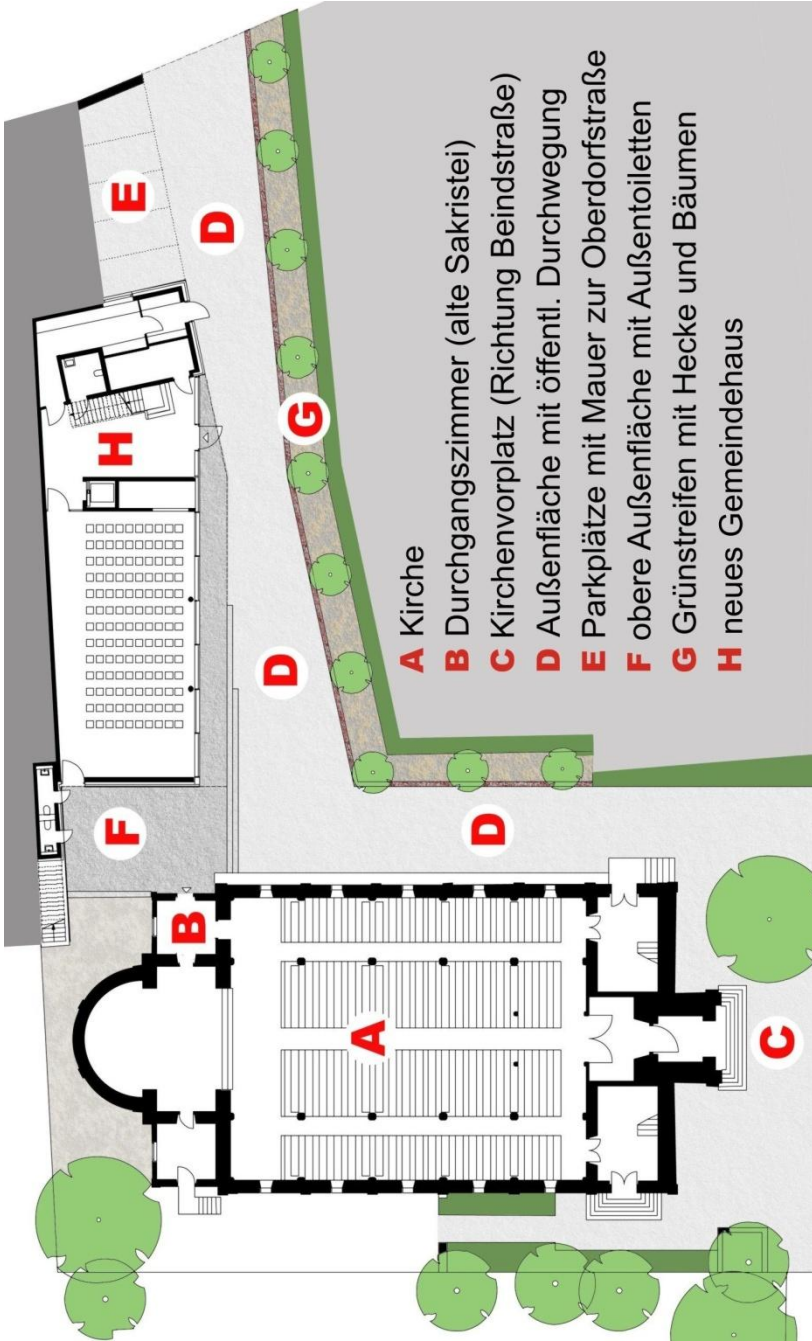 F
H
E
B
D
D
G
A
D
C
A Kirche
B Durchgangszimmer (alte Sakristei)
C Kirchenvorplatz (Richtung Beindstraße)
D Außenfläche mit öffentl. Durchwegung
E Parkplätze mit Mauer zur Oberdorfstraße
F obere Außenfläche mit Außentoiletten
G Grünstreifen mit Hecke und Bäumen
H neues Gemeindehaus